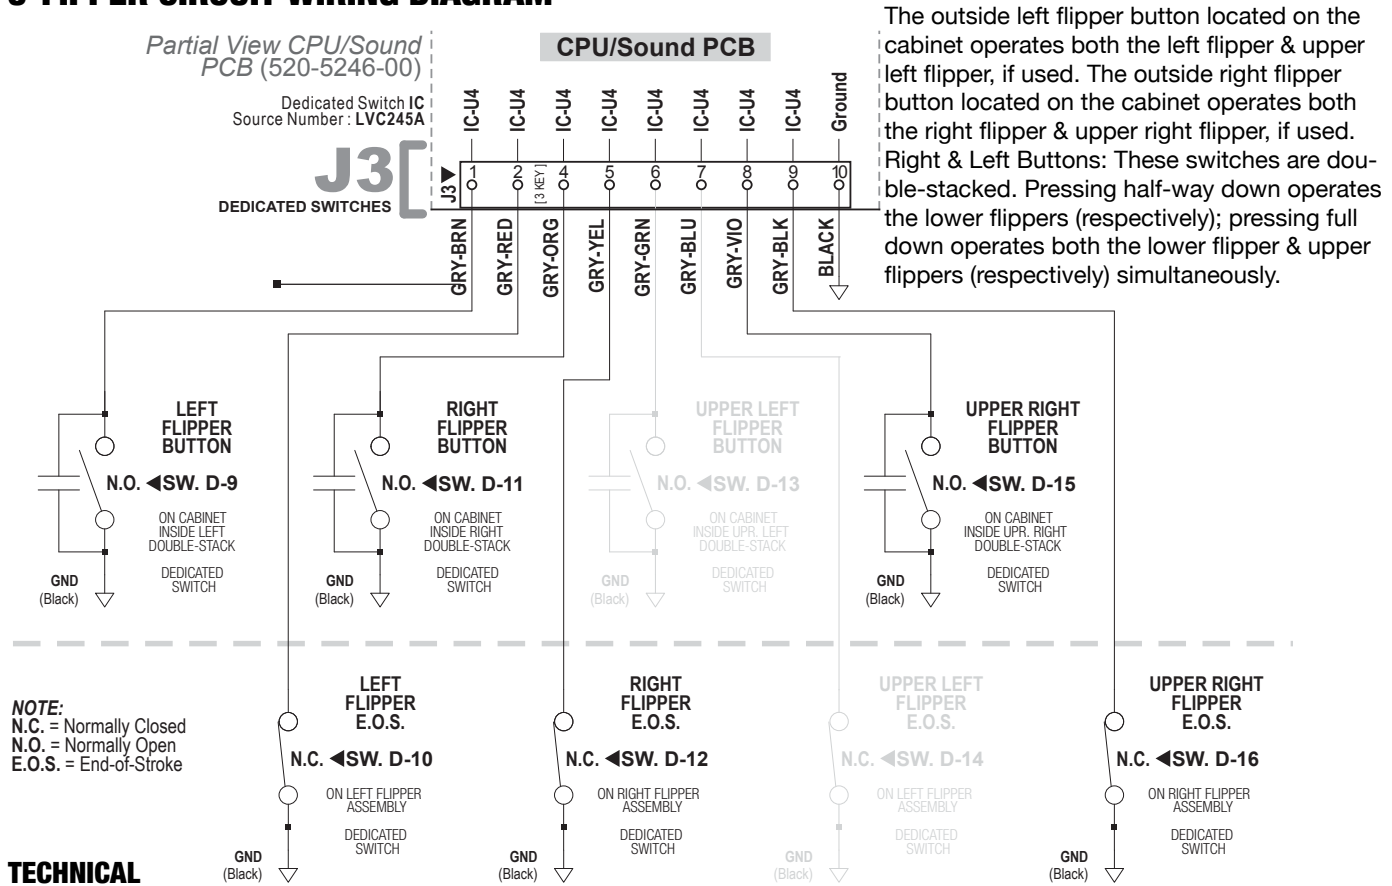 Partial View CPU/Sound
PCB (520-5246-00)
CPU/Sound PCB
Dedicated Switch IC
Source Number : LVC245A
J3
DEDICATED SWITCHES
IC-U4
IC-U4
IC-U4
IC-U4
IC-U4
IC-U4
IC-U4
IC-U4
Ground
J3
1
2
[3 KEY]
4
5
6
7
8
9
10
GRY-BRN
GRY-RED
GRY-ORG
GRY-YEL
GRY-GRN
GRY-BLU
GRY-VIO
GRY-BLK
BLACK
The outside left flipper button located on the
cabinet operates both the left flipper & upper
left flipper, if used. The outside right flipper
button located on the cabinet operates both
the right flipper & upper right flipper, if used.
Right & Left Buttons: These switches are dou-
ble-stacked. Pressing half-way down operates
the lower flippers (respectively); pressing full
down operates both the lower flipper & upper
flippers (respectively) simultaneously.
LEFT
FLIPPER
BUTTON
N.O. ◀SW. D-9
ON CABINET
INSIDE LEFT
DOUBLE-STACK
DEDICATED
SWITCH
GND
(Black)
RIGHT
FLIPPER
BUTTON
N.O. ◀SW. D-11
ON CABINET
INSIDE RIGHT
DOUBLE-STACK
DEDICATED
SWITCH
GND
(Black)
UPPER LEFT
FLIPPER
BUTTON
N.O. ◀SW. D-13
ON CABINET
INSIDE UPR. LEFT
DOUBLE-STACK
DEDICATED
SWITCH
GND
(Black)
UPPER RIGHT
FLIPPER
BUTTON
N.O. ◀SW. D-15
ON CABINET
INSIDE UPR. RIGHT
DOUBLE-STACK
DEDICATED
SWITCH
GND
(Black)
NOTE:
N.C. = Normally Closed
N.O. = Normally Open
E.O.S. = End-of-Stroke
LEFT
FLIPPER
E.O.S.
N.C. ◀SW. D-10
ON LEFT FLIPPER
ASSEMBLY
DEDICATED
SWITCH
GND
(Black)
RIGHT
FLIPPER
E.O.S.
N.C. ◀SW. D-12
ON RIGHT FLIPPER
ASSEMBLY
DEDICATED
SWITCH
GND
(Black)
UPPER LEFT
FLIPPER
E.O.S.
N.C. ◀SW. D-14
ON LEFT FLIPPER
ASSEMBLY
DEDICATED
SWITCH
GND
(Black)
UPPER RIGHT
FLIPPER
E.O.S.
N.C. ◀SW. D-16
ON RIGHT FLIPPER
ASSEMBLY
DEDICATED
SWITCH
GND
(Black)
TECHNICAL